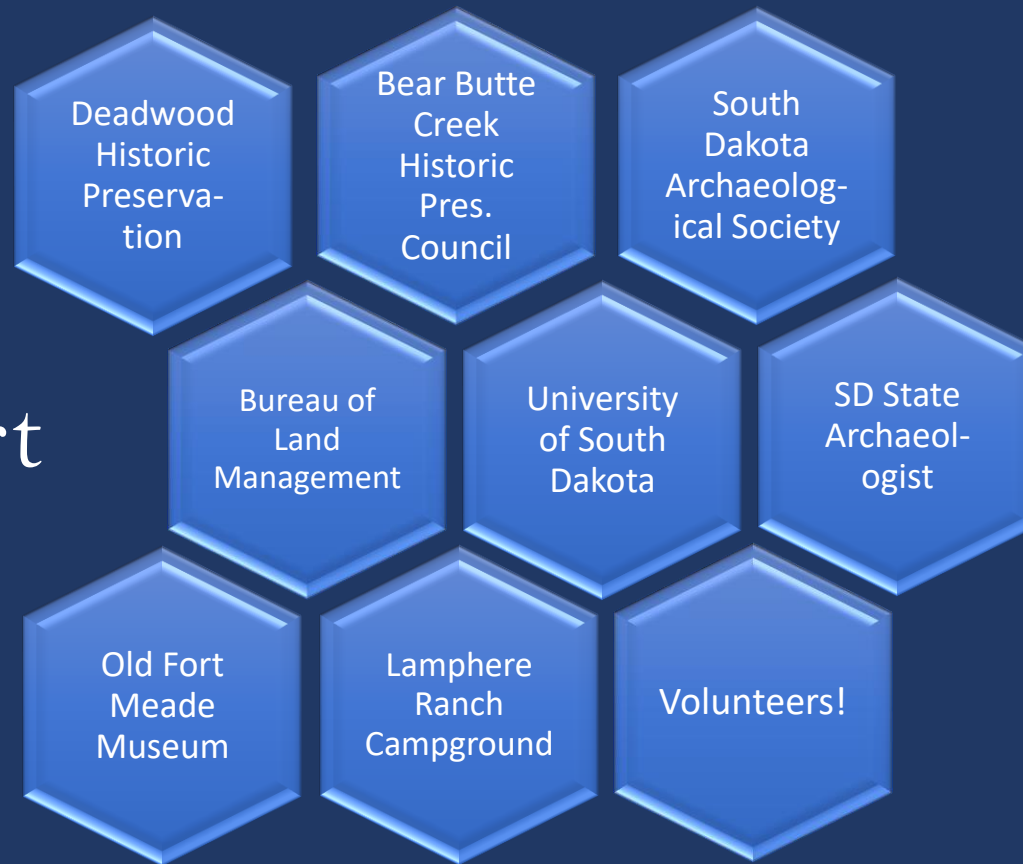 Deadwood
Historic
Preserva-
tion
Bear Butte
Creek
Historic
Pres.
Council
South
Dakota
Archaeolog-
ical Society
rt
Bureau of
Land
Management
University
of South
Dakota
SD State
Archaeol-
ogist
Old Fort
Meade
Museum
Lamphere
Ranch
Campground
Volunteers!